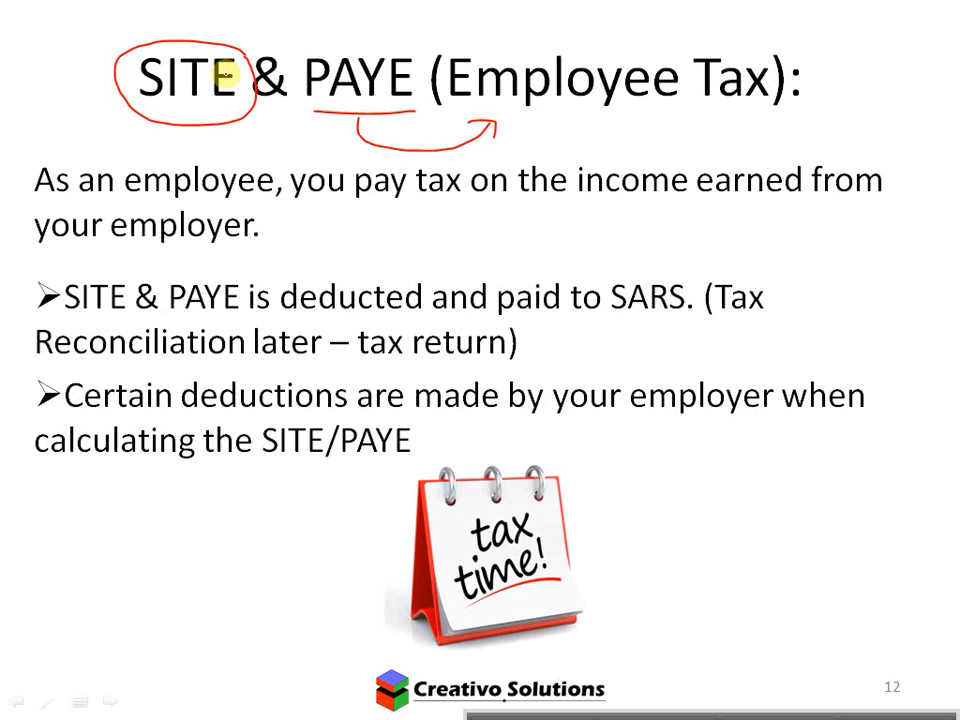 SITE & PAYE (Employee Tax):
As an employee, you pay tax on the income earned from
your employer.
➢SITE & PAYE is deducted and paid to SARS. (Tax
Reconciliation later – tax return)
➢Certain deductions are made by your employer when
calculating the SITE/PAYE
tax
time!
Creativo Solutions
12